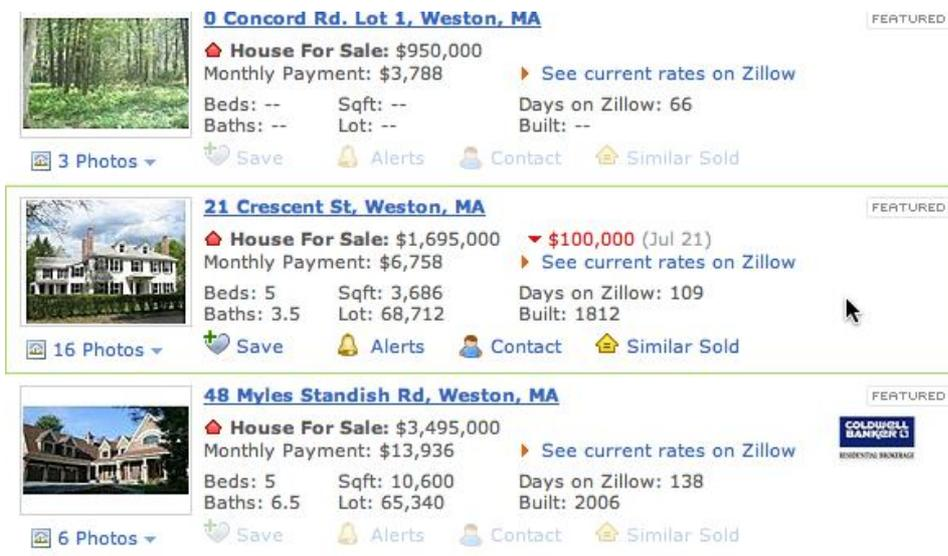 0 Concord Rd. Lot 1, Weston, MA
FEATURED
House For Sale: $950,000
Monthly Payment: $3,788
See current rates on Zillow
Beds: -- Sqft: -- Days on Zillow: 66
Baths: -- Lot: -- Built: --
3 Photos
Save Alerts Contact Similar Sold
21 Crescent St, Weston, MA
FEATURED
House For Sale: $1,695,000 $100,000 (Jul 21)
Monthly Payment: $6,758 See current rates on Zillow
Beds: 5 Sqft: 3,686 Days on Zillow: 109
Baths: 3.5 Lot: 68,712 Built: 1812
16 Photos
Save Alerts Contact Similar Sold
48 Myles Standish Rd, Weston, MA
FEATURED
House For Sale: $3,495,000
COLDWELL
BANKER
RESIDENTIAL BROKERAGE
Monthly Payment: $13,936 See current rates on Zillow
Beds: 5 Sqft: 10,600 Days on Zillow: 138
Baths: 6.5 Lot: 65,340 Built: 2006
6 Photos
Save Alerts Contact Similar Sold